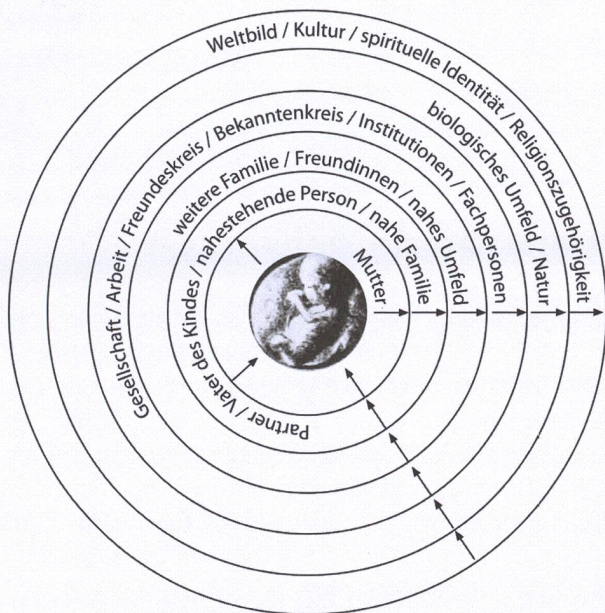 Weltbild / Kultur / spirituelle Identität / Religionszugehörigkeit
biologisches Umfeld / Natur
Gesellschaft / Arbeit / Freundeskreis / Bekanntenkreis / Institutionen / Fachpersonen
weitere Familie / Freundinnen / nahes Umfeld
Partner / Vater des Kindes / nahestehende Person / nahe Familie
Mutter